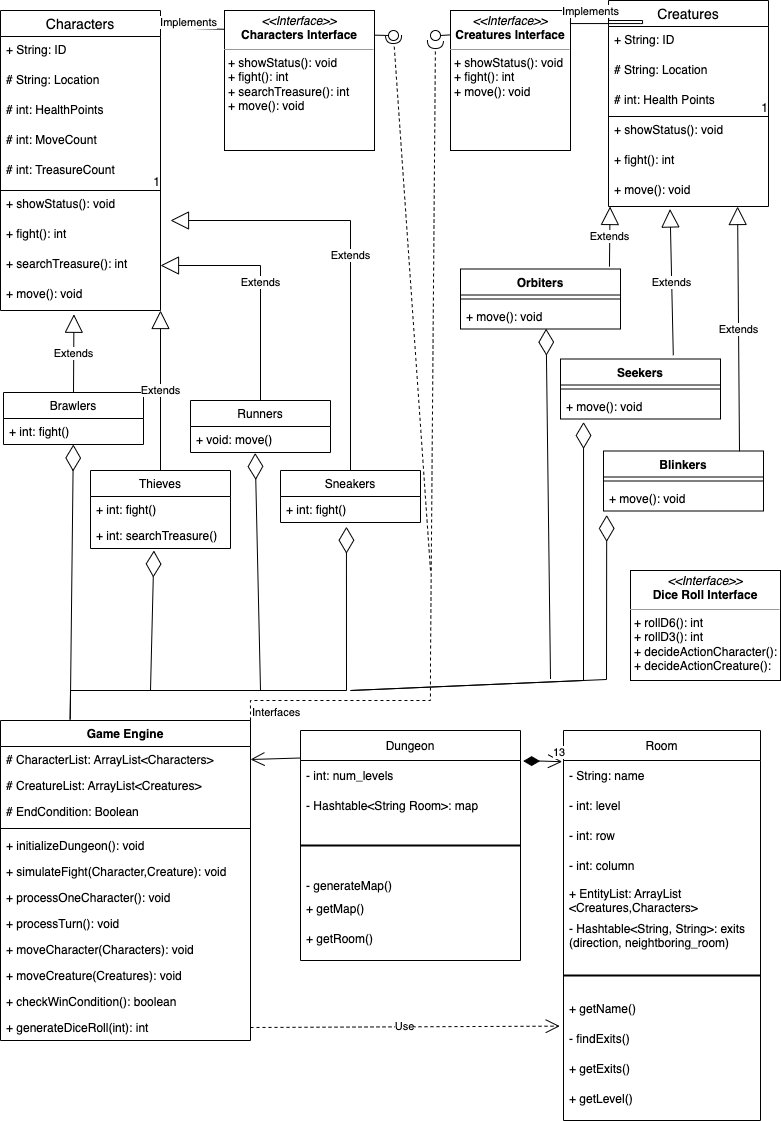 Characters
+ String: ID
# String: Location
# int: HealthPoints
# int: MoveCount
# int: TreasureCount
1
+ showStatus(): void
+ fight(): int
+ searchTreasure(): int
+ move(): void
Implements
<<Interface>>
Characters Interface
+ showStatus(): void
+ fight(): int
+ searchTreasure(): int
+ move(): void
<<Interface>>
Creatures Interface
+ showStatus(): void
+ fight(): int
+ move(): void
Implements
Creatures
+ String: ID
# String: Location
# int: Health Points
1
+ showStatus(): void
+ fight(): int
+ move(): void
Extends
Extends
Extends
Extends
Extends
Extends
Extends
Brawlers
+ int: fight()
Thieves
+ int: fight()
+ int: searchTreasure()
Runners
+ void: move()
Sneakers
+ int: fight()
Orbiters
+ move(): void
Seekers
+ move(): void
Blinkers
+ move(): void
<<Interface>>
Dice Roll Interface
+ rollD6(): int
+ rollD3(): int
+ decideActionCharacter():
+ decideActionCreature():
Interfaces
Game Engine
# CharacterList: ArrayList<Characters>
# CreatureList: ArrayList<Creatures>
# EndCondition: Boolean
+ initializeDungeon(): void
+ simulateFight(Character,Creature): void
+ processOneCharacter(): void
+ processTurn(): void
+ moveCharacter(Characters): void
+ moveCreature(Creatures): void
+ checkWinCondition(): boolean
+ generateDiceRoll(int): int
Dungeon
- int: num_levels
- Hashtable<String Room>: map
- generateMap()
+ getMap()
+ getRoom()
13
Use
Room
- String: name
- int: level
- int: row
- int: column
+ EntityList: ArrayList
<Creatures,Characters>
- Hashtable<String, String>: exits
(direction, neightboring_room)
+ getName()
- findExits()
+ getExits()
+ getLevel()